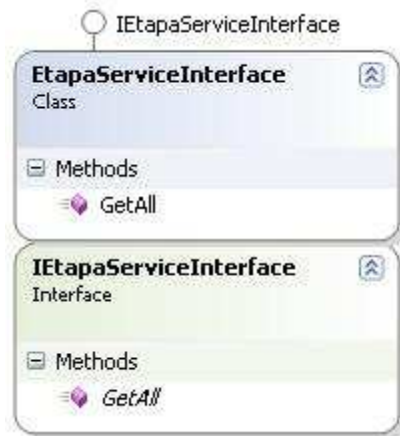 IEtapaServiceInterface
EtapaServiceInterface
Class
Methods
GetAll
IEtapaServiceInterface
Interface
Methods
GetAll